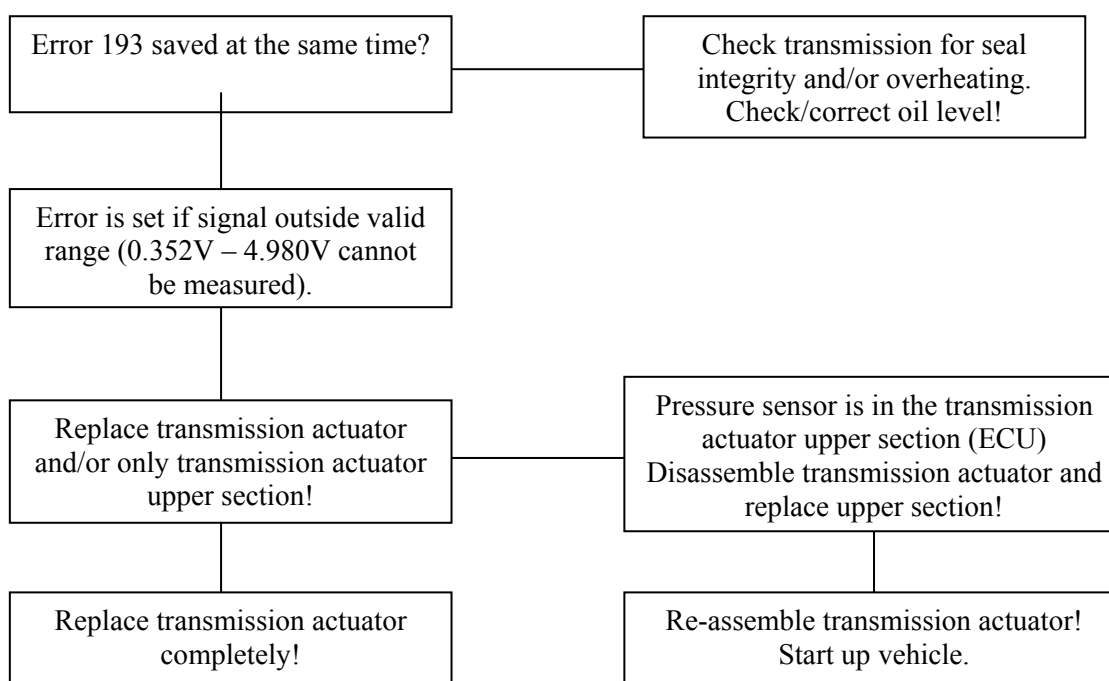 Error 193 saved at the same time?
Check transmission for seal
integrity and/or overheating.
Check/correct oil level!
Error is set if signal outside valid
range (0.352V – 4.980V cannot
be measured).
Replace transmission actuator
and/or only transmission actuator
upper section!
Pressure sensor is in the transmission
actuator upper section (ECU)
Disassemble transmission actuator and
replace upper section!
Replace transmission actuator
completely!
Re-assemble transmission actuator!
Start up vehicle.